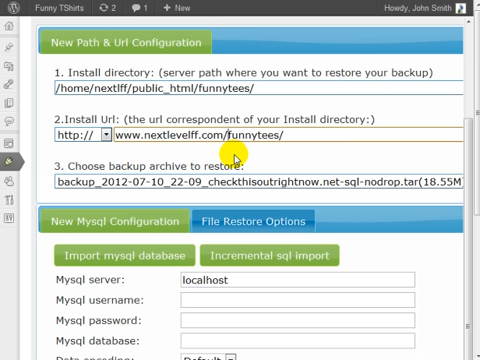 Funny TShirts 2 1 + New Howdy, John Smith
New Path & Url Configuration
1. Install directory: (server path where you want to restore your backup)
/home/nextlff/public_html/funnytees/
2.Install Url: (the url correspondent of your Install directory:)
http:// www.nextlevelff.com/funnytees/
3. Choose backup archive to restore:
backup_2012-07-10_22-09_checkthisoutrightnow.net-sql-nodrop.tar(18.55M
New Mysql Configuration File Restore Options
Import mysql database Incremental sql import
Mysql server: localhost
Mysql username:
Mysql password:
Mysql database:
Data encoding: Default